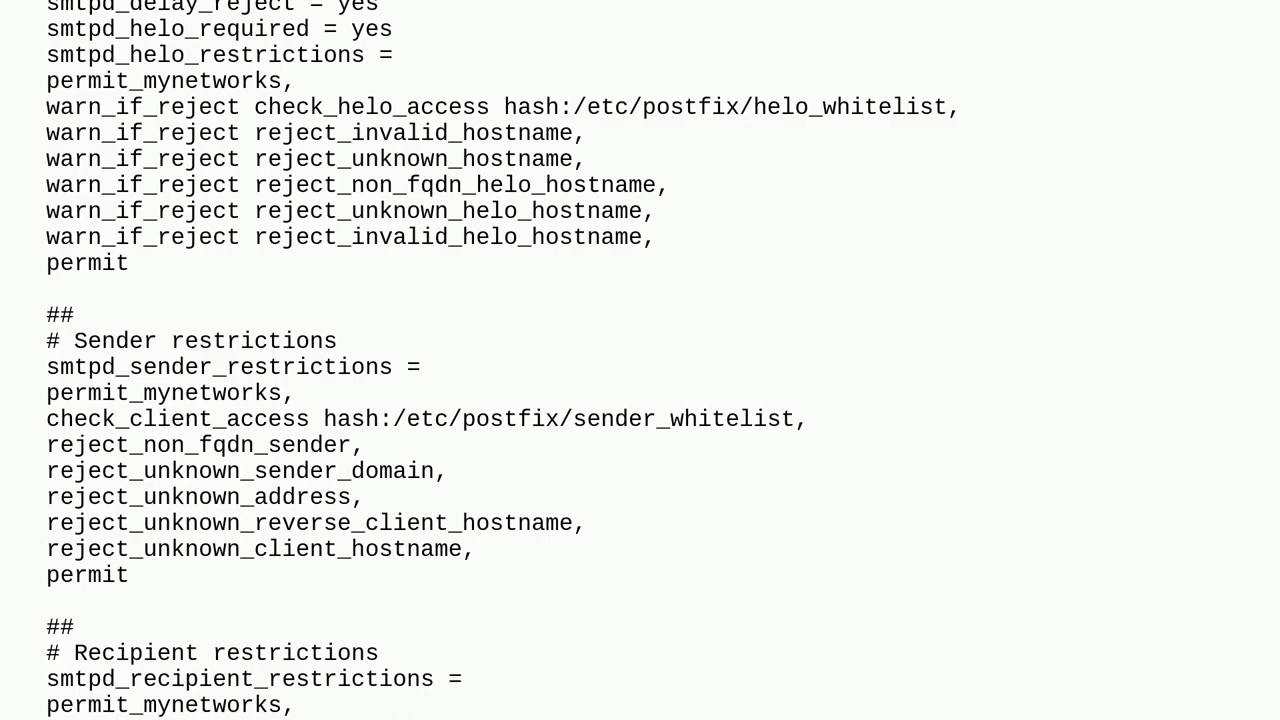 smtpd_delay_reject = yes
smtpd_helo_required = yes
smtpd_helo_restrictions =
permit_mynetworks,
warn_if_reject check_helo_access hash:/etc/postfix/helo_whitelist,
warn_if_reject reject_invalid_hostname,
warn_if_reject reject_unknown_hostname,
warn_if_reject reject_non_fqdn_helo_hostname,
warn_if_reject reject_unknown_helo_hostname,
warn_if_reject reject_invalid_helo_hostname,
permit
##
# Sender restrictions
smtpd_sender_restrictions =
permit_mynetworks,
check_client_access hash:/etc/postfix/sender_whitelist,
reject_non_fqdn_sender,
reject_unknown_sender_domain,
reject_unknown_address,
reject_unknown_reverse_client_hostname,
reject_unknown_client_hostname,
permit
##
# Recipient restrictions
smtpd_recipient_restrictions =
permit_mynetworks,